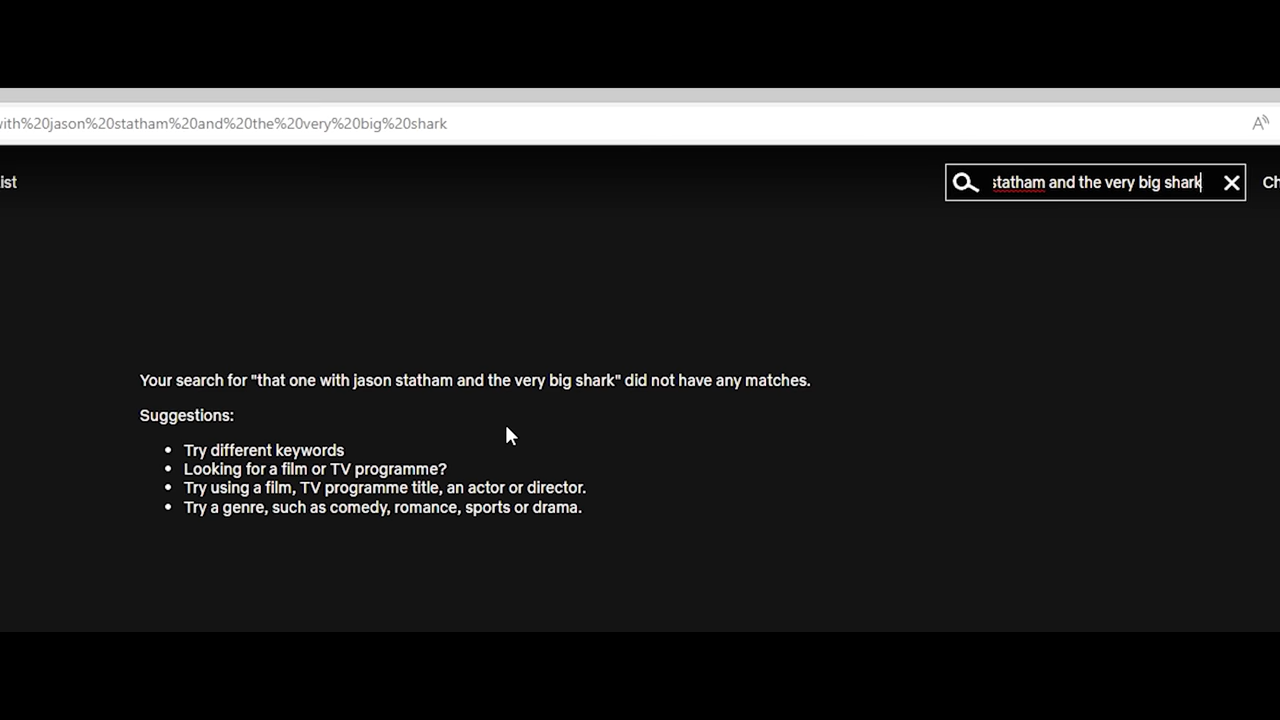 ith%20jason%20statham%20and%20the%20very%20big%20shark
ist
statham and the very big shark
Ch
Your search for "that one with jason statham and the very big shark" did not have any matches.
Suggestions:
Try different keywords
Looking for a film or TV programme?
Try using a film, TV programme title, an actor or director.
Try a genre, such as comedy, romance, sports or drama.